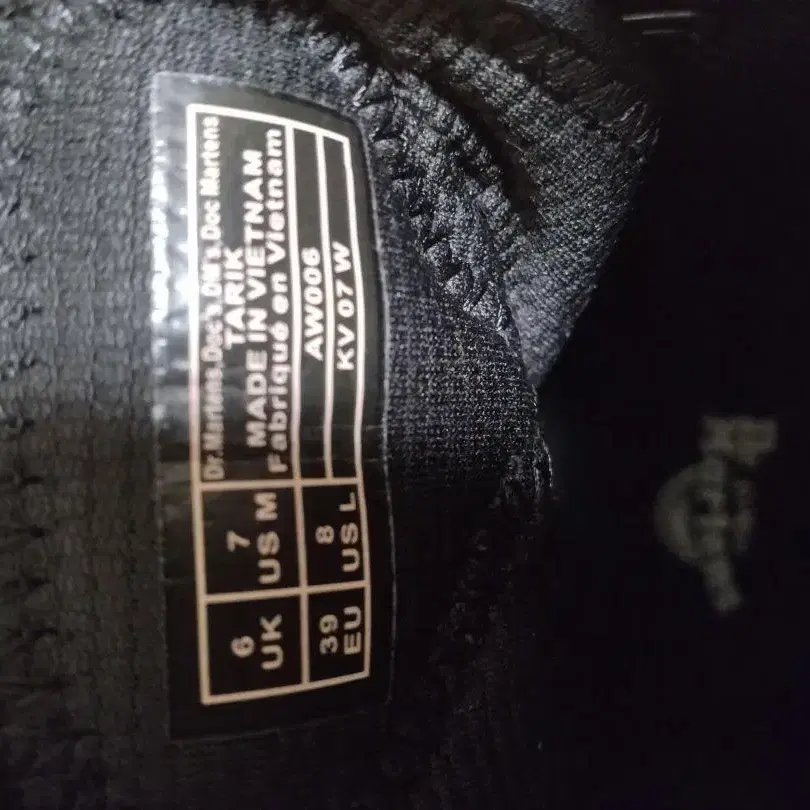 Dr.Martens.Doc's.DM's.Doc Martens
TARIK
MADE IN VIETNAM
Fabriqué en Vietnam
AW006
KV 07 W
6
UK
7
US M
39
EU
8
US L